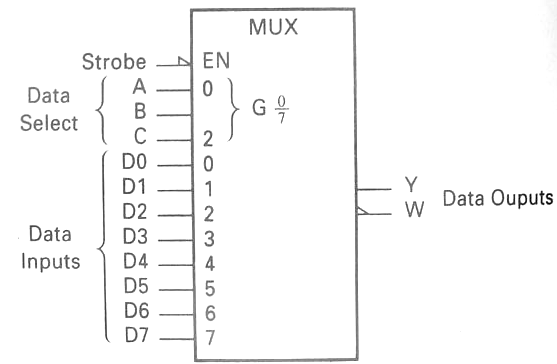 MUX
Strobe EN
Data Select
A 0
B
C 2
G 0/7
Data Inputs
D0 0
D1 1
D2 2
D3 3
D4 4
D5 5
D6 6
D7 7
Y
W
Data Ouputs